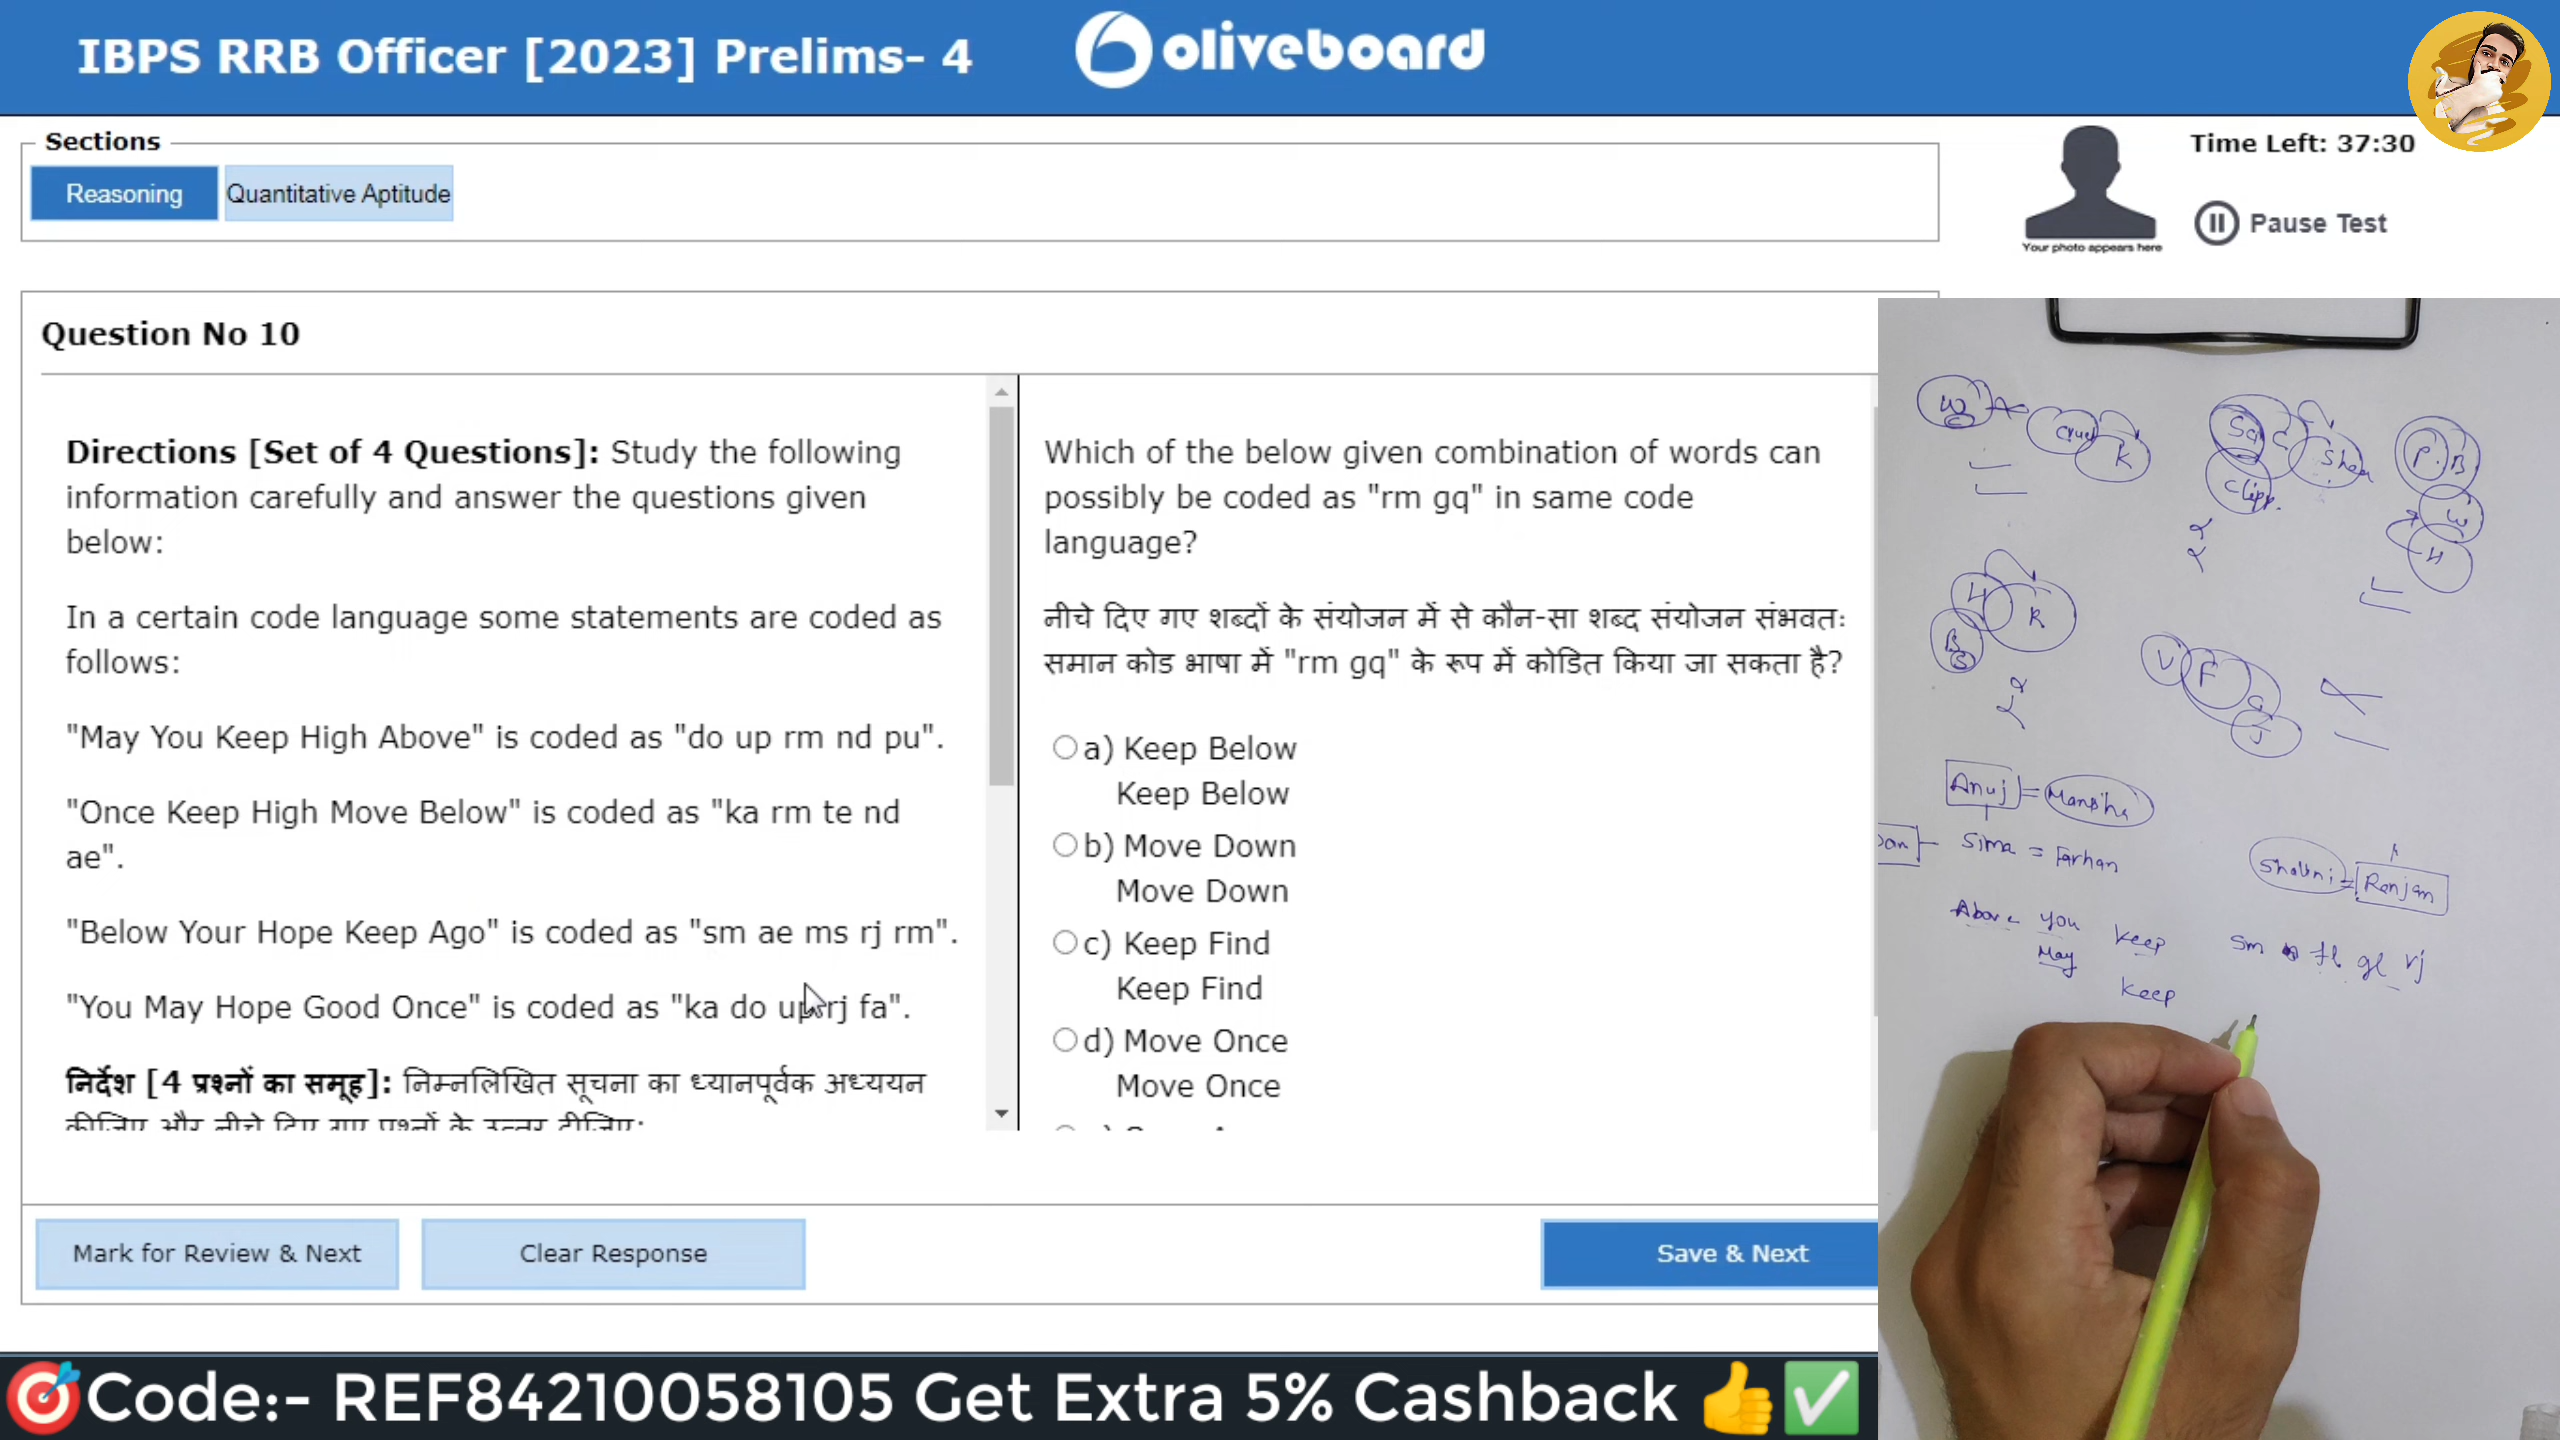 IBPS RRB Officer [2023] Prelims- 4
oliveboard
Sections
Reasoning
Quantitative Aptitude
Your photo appears here
Time Left: 37:30
Pause Test
Question No 10
Directions [Set of 4 Questions]: Study the following
information carefully and answer the questions given
below:
In a certain code language some statements are coded as
follows:
"May You Keep High Above" is coded as "do up rm nd pu".
"Once Keep High Move Below" is coded as "ka rm te nd
ae".
"Below Your Hope Keep Ago" is coded as "sm ae ms rj rm".
"You May Hope Good Once" is coded as "ka do up rj fa".
निर्देश [4 प्रश्नों का समूह]: निम्नलिखित सूचना का ध्यानपूर्वक अध्ययन
कीजिए और नीचे दिए गए प्रश्नों के उत्तर दीजिए:
Which of the below given combination of words can
possibly be coded as "rm gq" in same code
language?
नीचे दिए गए शब्दों के संयोजन में से कौन-सा शब्द संयोजन संभवतः
समान कोड भाषा में "rm gq" के रूप में कोडित किया जा सकता है?
a) Keep Below
Keep Below
b) Move Down
Move Down
c) Keep Find
Keep Find
d) Move Once
Move Once
Mark for Review & Next
Clear Response
Save & Next
K
P B
W
H
R
V F
Anuj = Mansha
Sima = Farhan
Shalini = Ranjan
Above You Keep
May
Keep
sm
rj
Code:- REF84210058105 Get Extra 5% Cashback